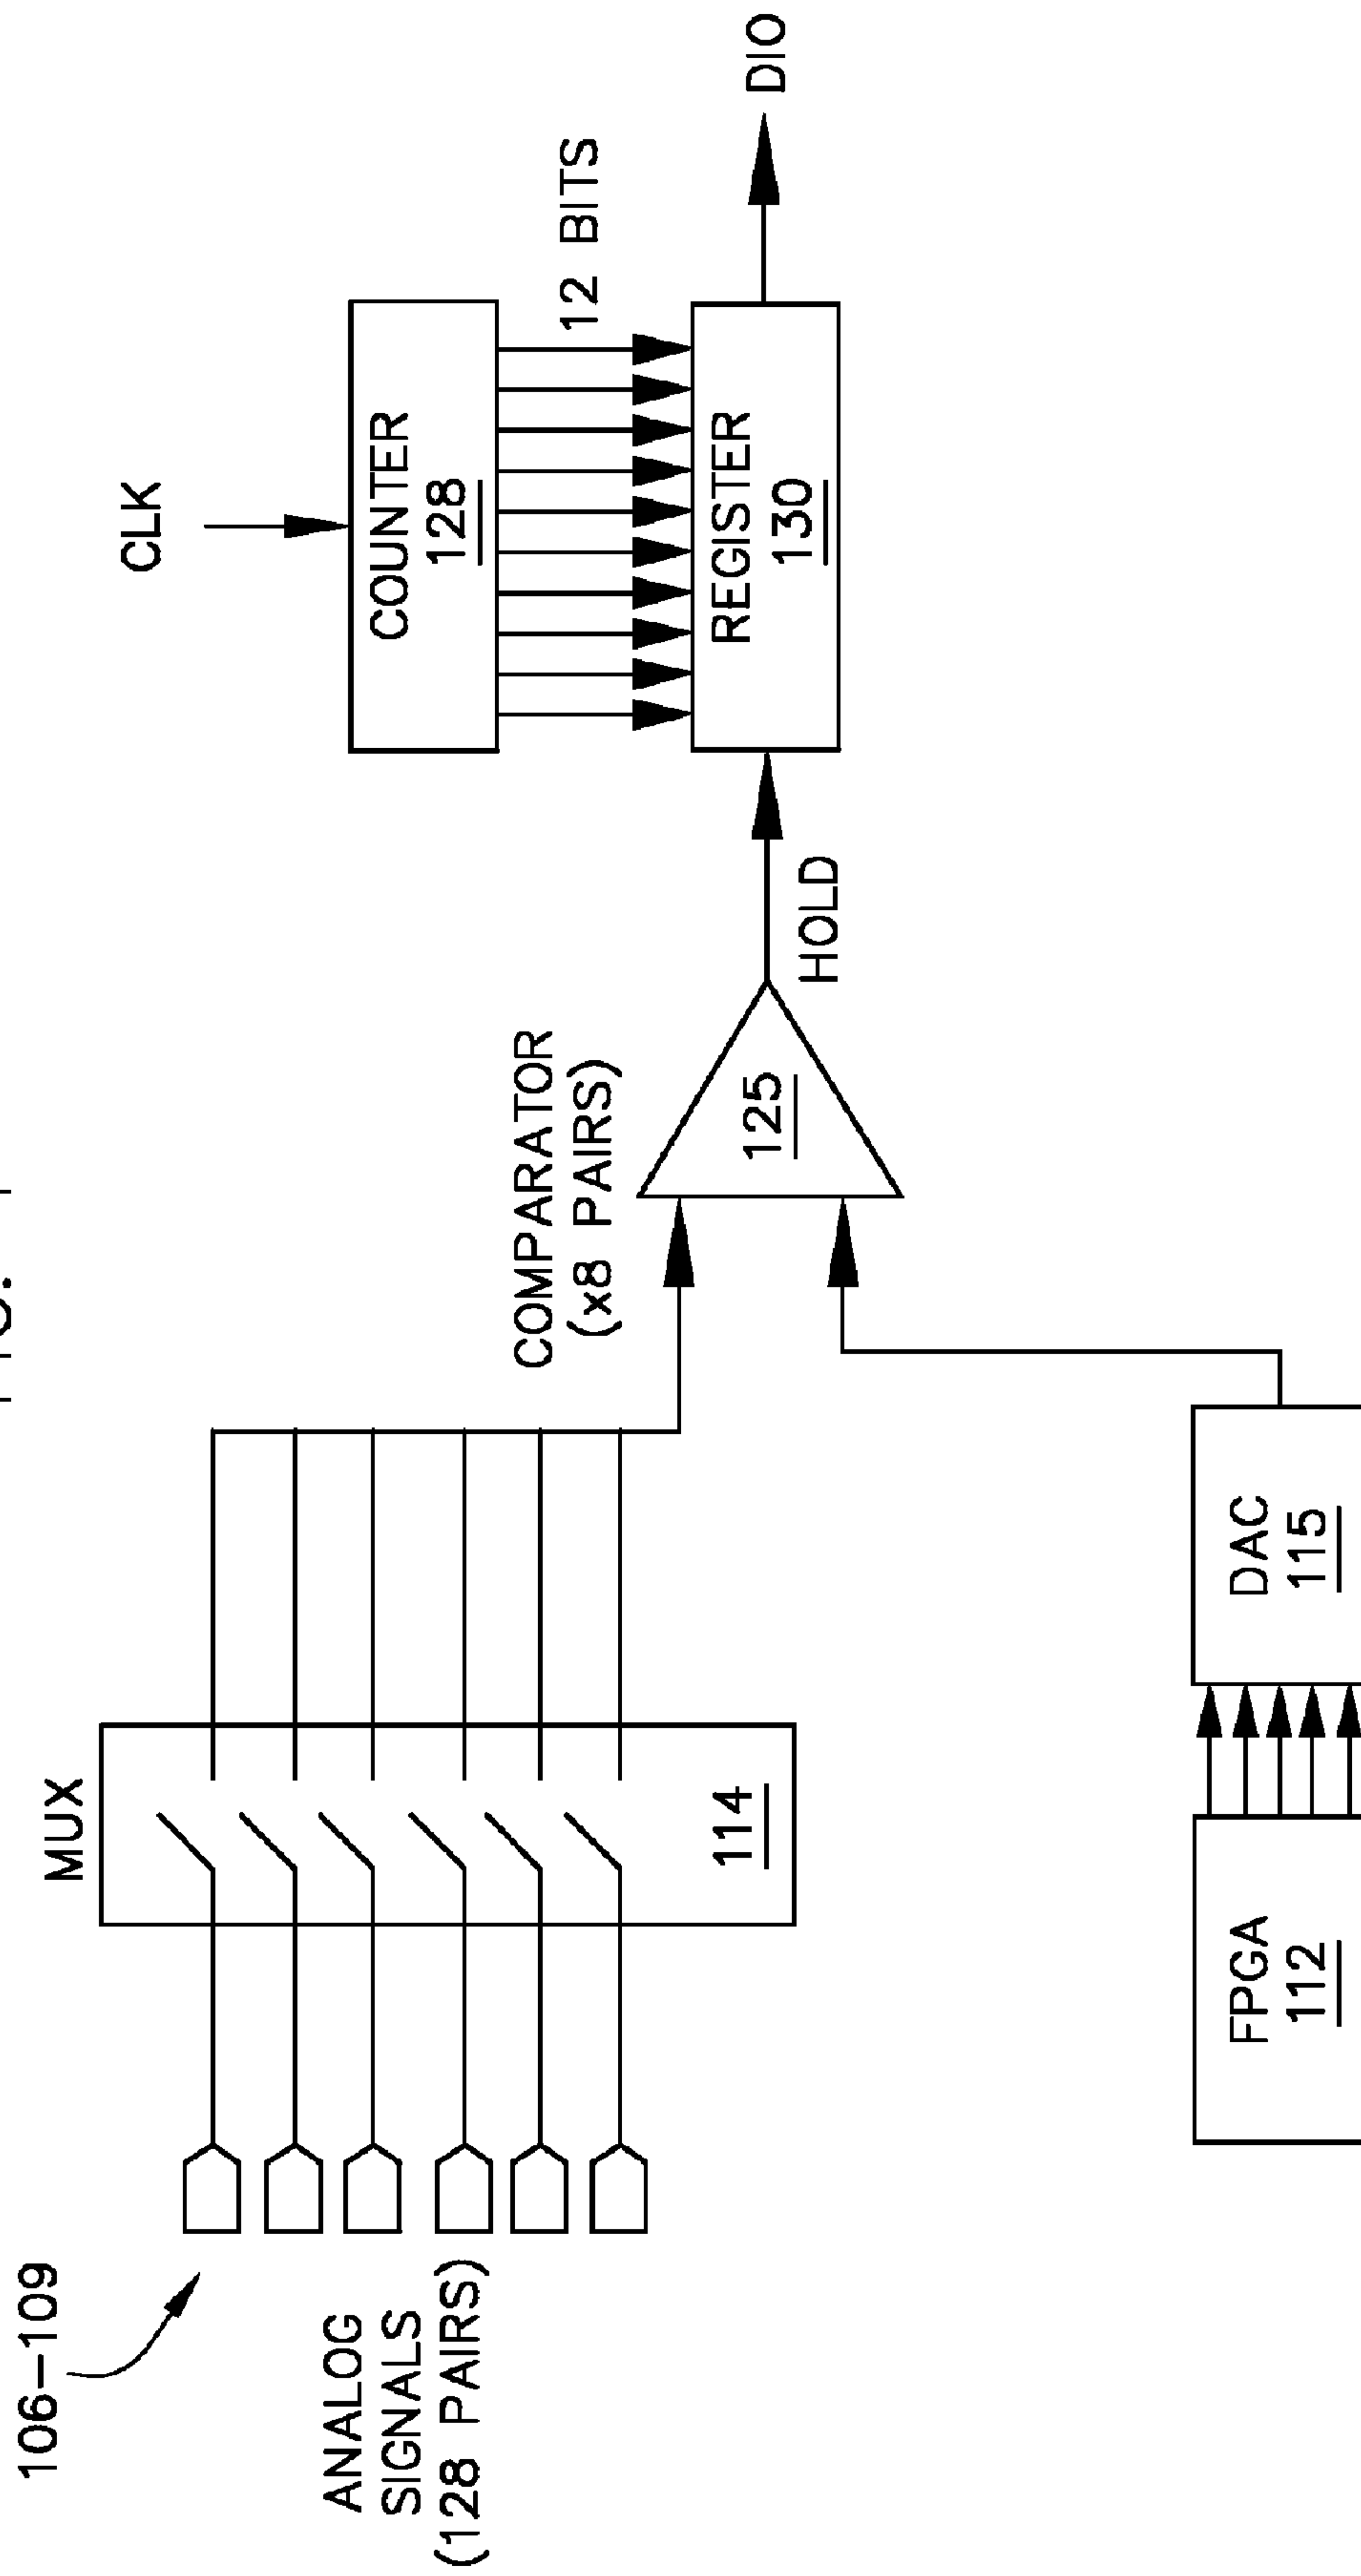 106–109
ANALOG
SIGNALS
(128 PAIRS)
MUX
114
COMPARATOR
(x8 PAIRS)
125
HOLD
CLK
COUNTER
128
12 BITS
REGISTER
130
DIO
FPGA
112
DAC
115